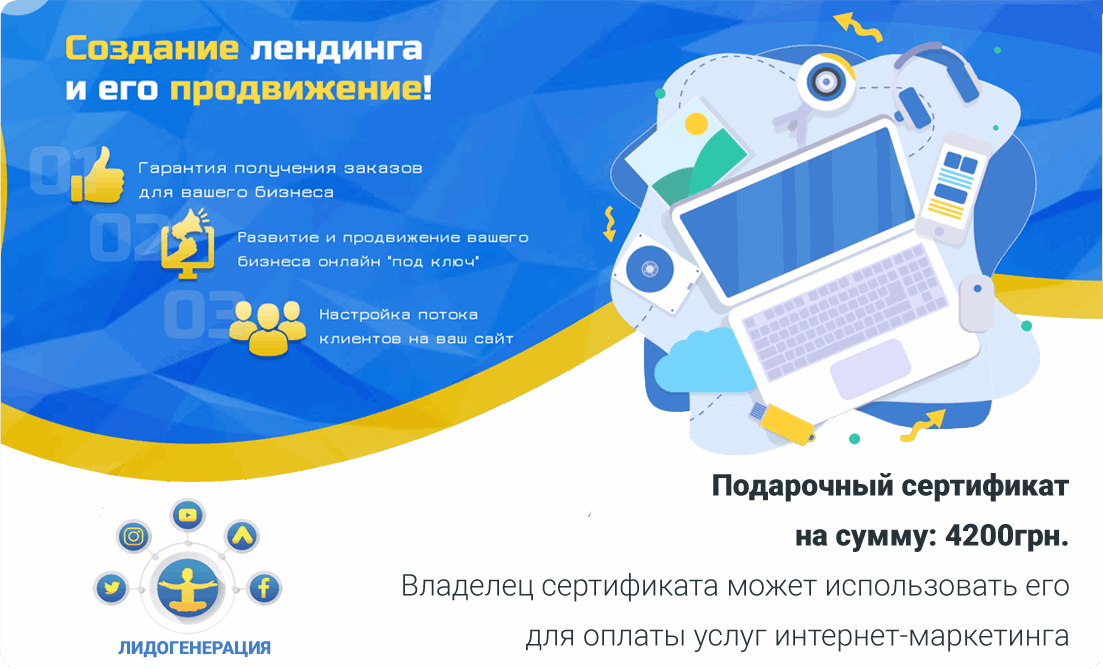 Создание лендинга
и его продвижение!
01
Гарантия получения заказов
для вашего бизнеса
02
Развитие и продвижение вашего
бизнеса онлайн "под ключ"
03
Настройка потока
клиентов на ваш сайт
Подарочный сертификат
на сумму: 4200грн.
Владелец сертификата может использовать его
для оплаты услуг интернет-маркетинга
ЛИДОГЕНЕРАЦИЯ